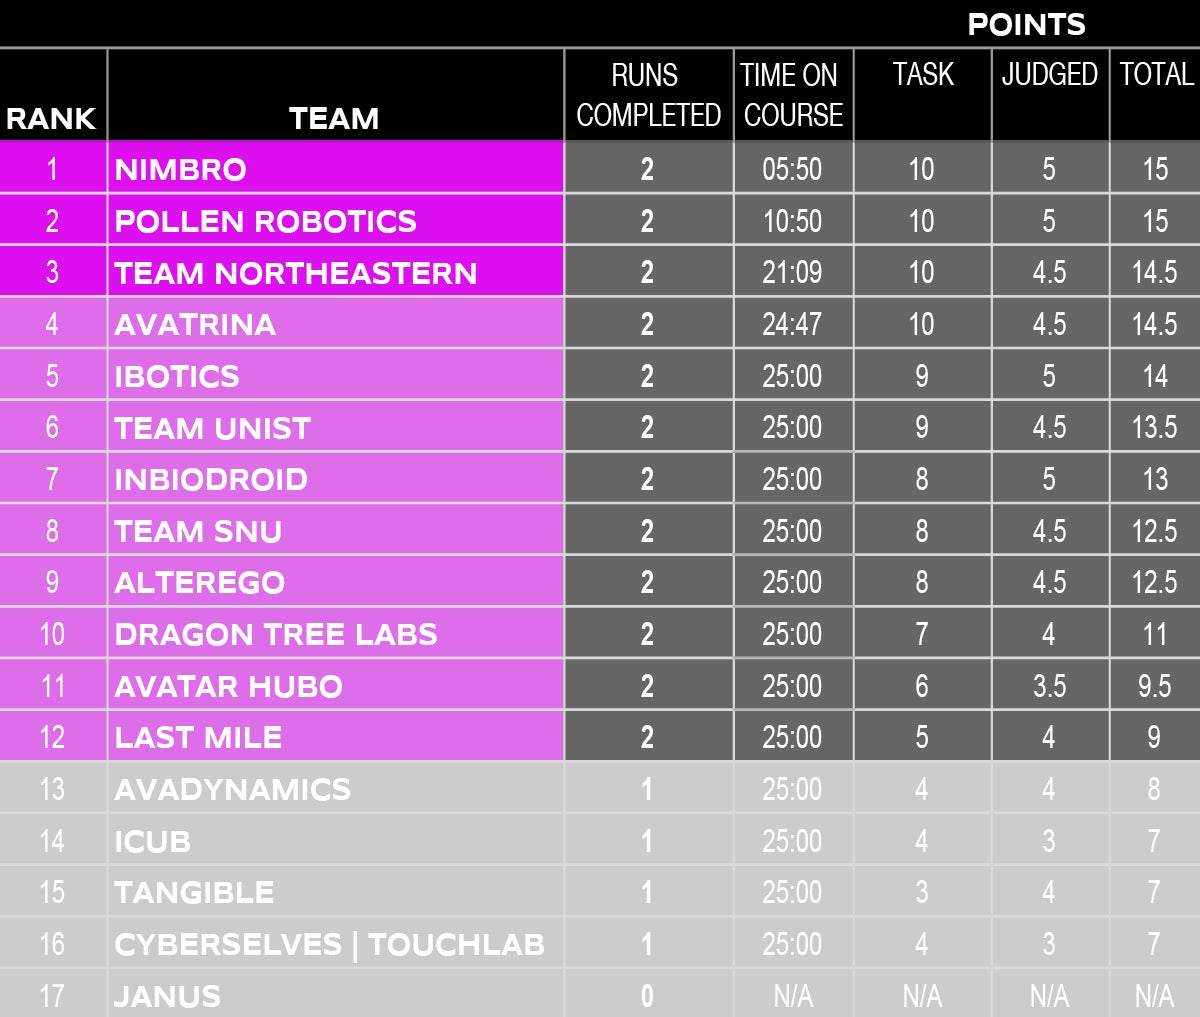 POINTS
RANK TEAM RUNS COMPLETED TIME ON COURSE TASK JUDGED TOTAL
1 NIMBRO 2 05:50 10 5 15
2 POLLEN ROBOTICS 2 10:50 10 5 15
3 TEAM NORTHEASTERN 2 21:09 10 4.5 14.5
4 AVATRINA 2 24:47 10 4.5 14.5
5 IBOTICS 2 25:00 9 5 14
6 TEAM UNIST 2 25:00 9 4.5 13.5
7 INBIODROID 2 25:00 8 5 13
8 TEAM SNU 2 25:00 8 4.5 12.5
9 ALTEREGO 2 25:00 8 4.5 12.5
10 DRAGON TREE LABS 2 25:00 7 4 11
11 AVATAR HUBO 2 25:00 6 3.5 9.5
12 LAST MILE 2 25:00 5 4 9
13 AVADYNAMICS 1 25:00 4 4 8
14 ICUB 1 25:00 4 3 7
15 TANGIBLE 1 25:00 3 4 7
16 CYBERSELVES | TOUCHLAB 1 25:00 4 3 7
17 JANUS 0 N/A N/A N/A N/A